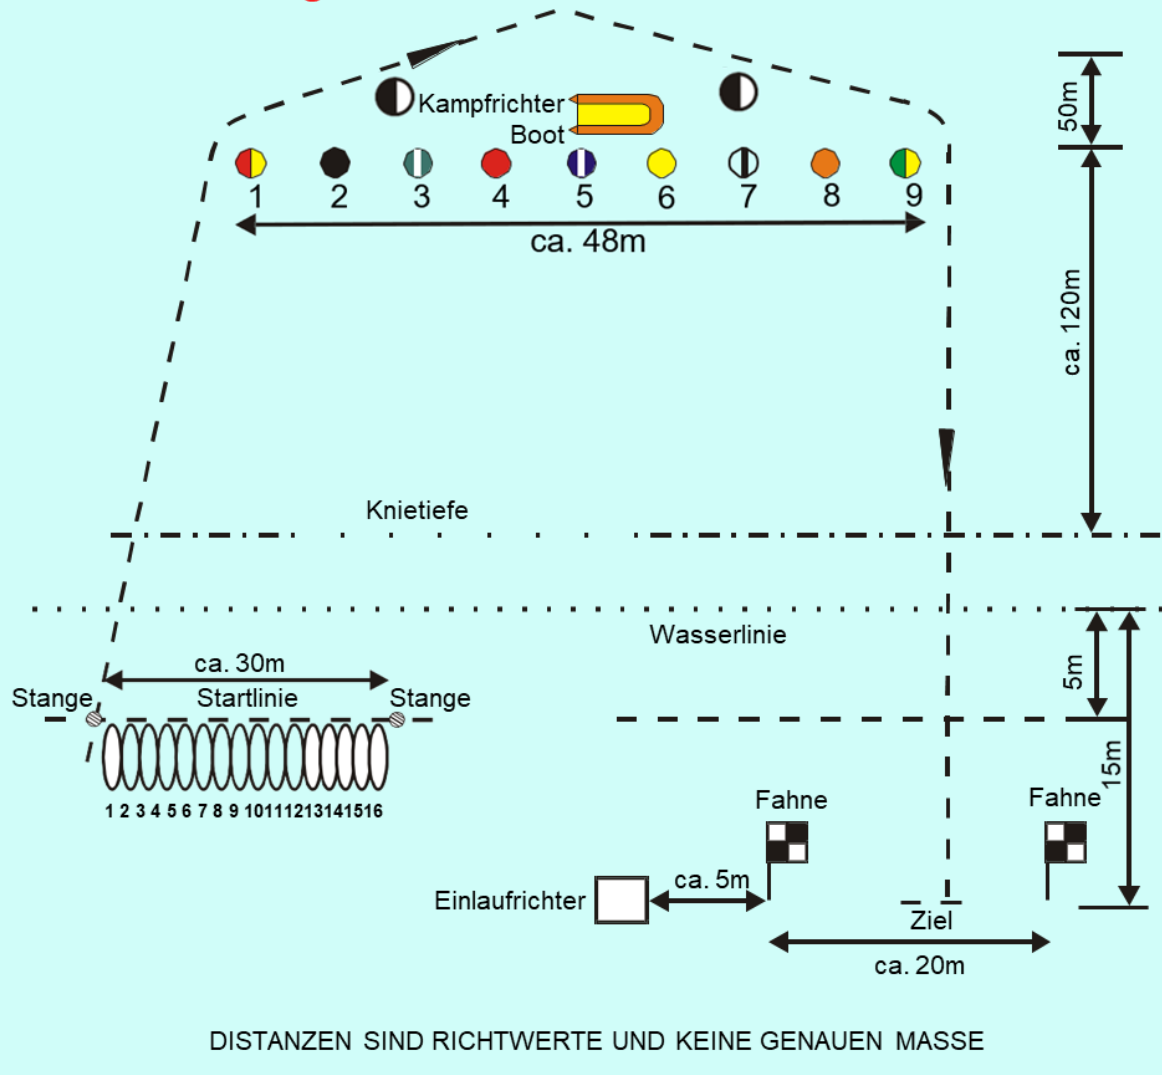 Kampfrichter
Boot
50m
1 2 3 4 5 6 7 8 9
ca. 48m
ca. 120m
Knietiefe
Wasserlinie
ca. 30m
Stange Startlinie Stange
5m
15m
1 2 3 4 5 6 7 8 9 10 11 12 13 14 15 16
Fahne Fahne
ca. 5m
Einlaufrichter
Ziel
ca. 20m
DISTANZEN SIND RICHTWERTE UND KEINE GENAUEN MASSE